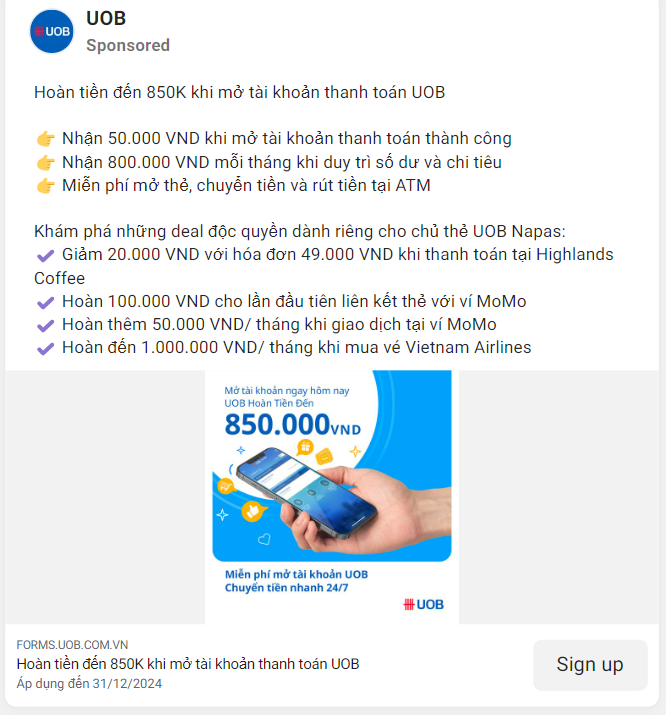 UOB
UOB
Sponsored
Hoàn tiền đến 850K khi mở tài khoản thanh toán UOB
👉 Nhận 50.000 VND khi mở tài khoản thanh toán thành công
👉 Nhận 800.000 VND mỗi tháng khi duy trì số dư và chi tiêu
👉 Miễn phí mở thẻ, chuyển tiền và rút tiền tại ATM
Khám phá những deal độc quyền dành riêng cho chủ thẻ UOB Napas:
✔ Giảm 20.000 VND với hóa đơn 49.000 VND khi thanh toán tại Highlands
Coffee
✔ Hoàn 100.000 VND cho lần đầu tiên liên kết thẻ với ví MoMo
✔ Hoàn thêm 50.000 VND/ tháng khi giao dịch tại ví MoMo
✔ Hoàn đến 1.000.000 VND/ tháng khi mua vé Vietnam Airlines
Mở tài khoản ngay hôm nay
UOB Hoàn Tiền Đến
850.000VND
Miễn phí mở tài khoản UOB
Chuyển tiền nhanh 24/7
UOB
FORMS.UOB.COM.VN
Hoàn tiền đến 850K khi mở tài khoản thanh toán UOB
Áp dụng đến 31/12/2024
Sign up